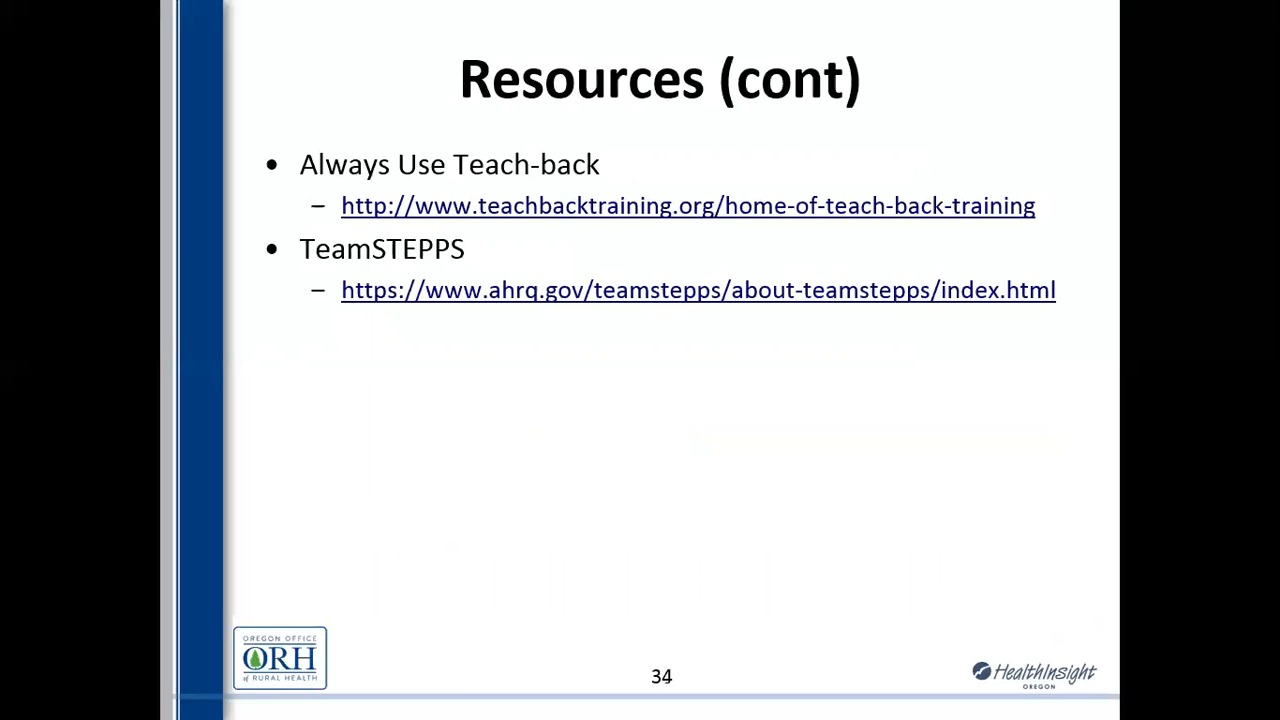 Resources (cont)
• Always Use Teach-back
– http://www.teachbacktraining.org/home-of-teach-back-training
• TeamSTEPPS
– https://www.ahrq.gov/teamstepps/about-teamstepps/index.html
OREGON OFFICE
ORH
of RURAL HEALTH
34
HealthInsight
OREGON